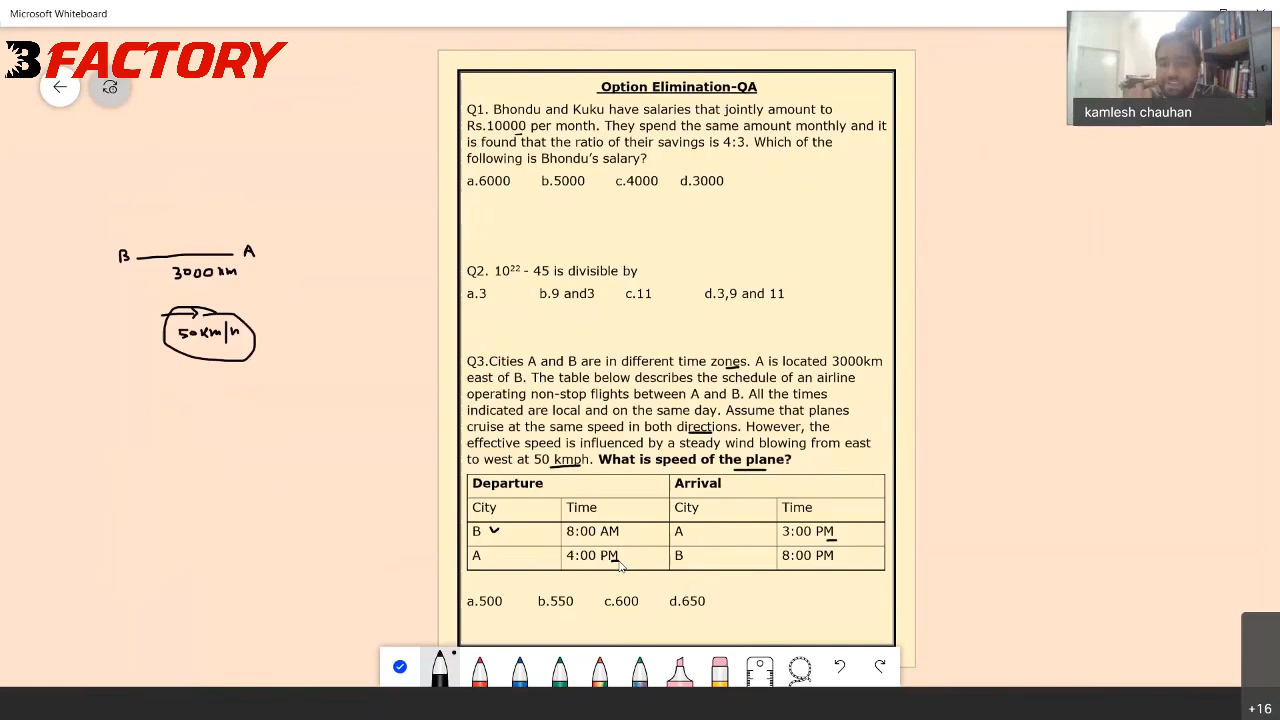 Microsoft Whiteboard
3FACTORY
kamlesh chauhan
Option Elimination-QA
Q1. Bhondu and Kuku have salaries that jointly amount to
Rs.10000 per month. They spend the same amount monthly and it
is found that the ratio of their savings is 4:3. Which of the
following is Bhondu's salary?
a.6000 b.5000 c.4000 d.3000
B A
3000 km
50 km/h
Q2. 10²² - 45 is divisible by
a.3 b.9 and3 c.11 d.3,9 and 11
Q3.Cities A and B are in different time zones. A is located 3000km
east of B. The table below describes the schedule of an airline
operating non-stop flights between A and B. All the times
indicated are local and on the same day. Assume that planes
cruise at the same speed in both directions. However, the
effective speed is influenced by a steady wind blowing from east
to west at 50 kmph. What is speed of the plane?
Departure Arrival
City Time City Time
B 8:00 AM A 3:00 PM
A 4:00 PM B 8:00 PM
a.500 b.550 c.600 d.650
+16